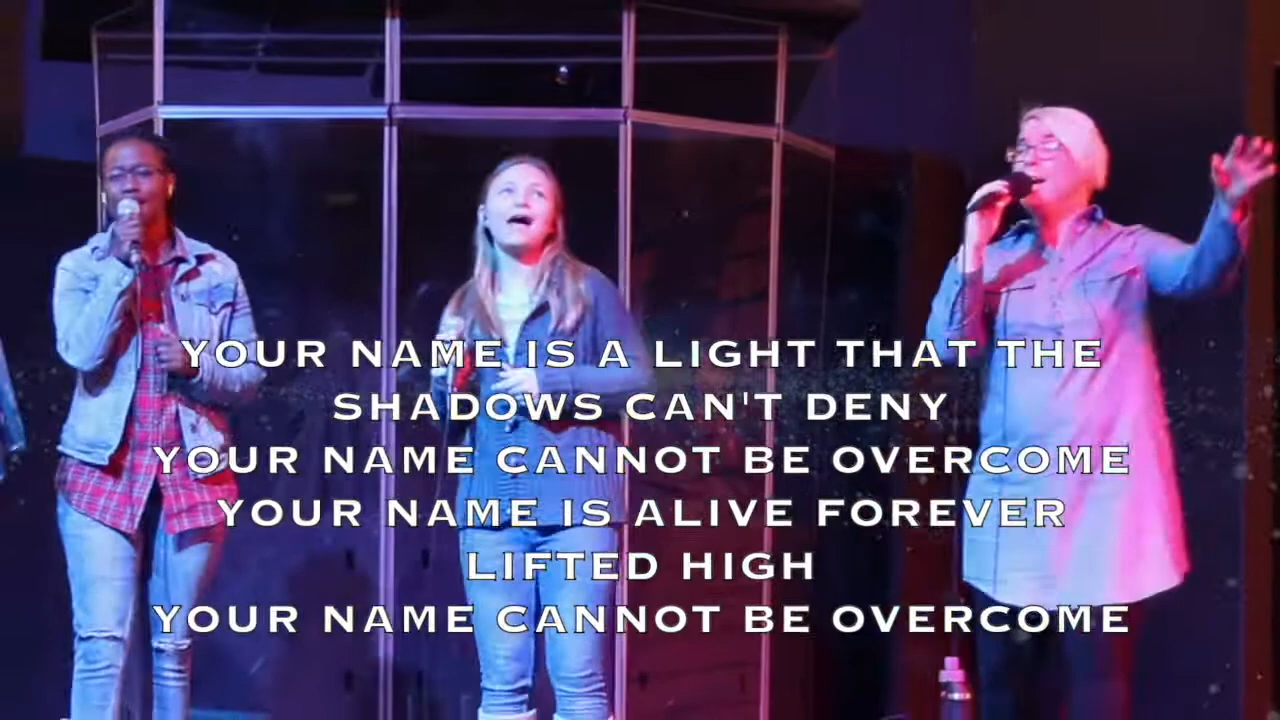 YOUR NAME IS A LIGHT THAT THE
SHADOWS CAN'T DENY
YOUR NAME CANNOT BE OVERCOME
YOUR NAME IS ALIVE FOREVER
LIFTED HIGH
YOUR NAME CANNOT BE OVERCOME